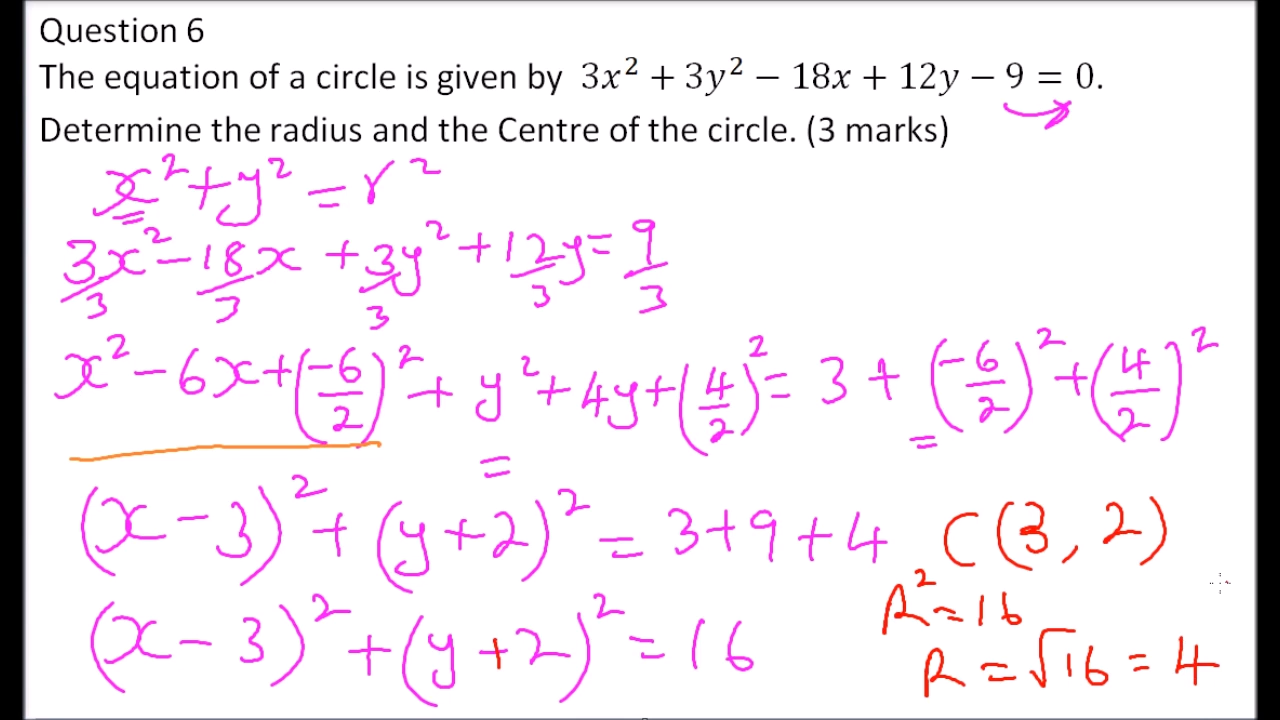 Question 6
The equation of a circle is given by 3x² + 3y² − 18x + 12y − 9 = 0.
Determine the radius and the Centre of the circle. (3 marks)
x² + y² = r²
3x²/3 − 18x/3 + 3y²/3 + 12y/3 = 9/3
x² − 6x + (−6/2)² + y² + 4y + (4/2)² = 3 + (−6/2)² + (4/2)²
=
=
(x − 3)² + (y + 2)² = 3 + 9 + 4
C (3, 2)
R² = 16
(x − 3)² + (y + 2)² = 16
R = √16 = 4